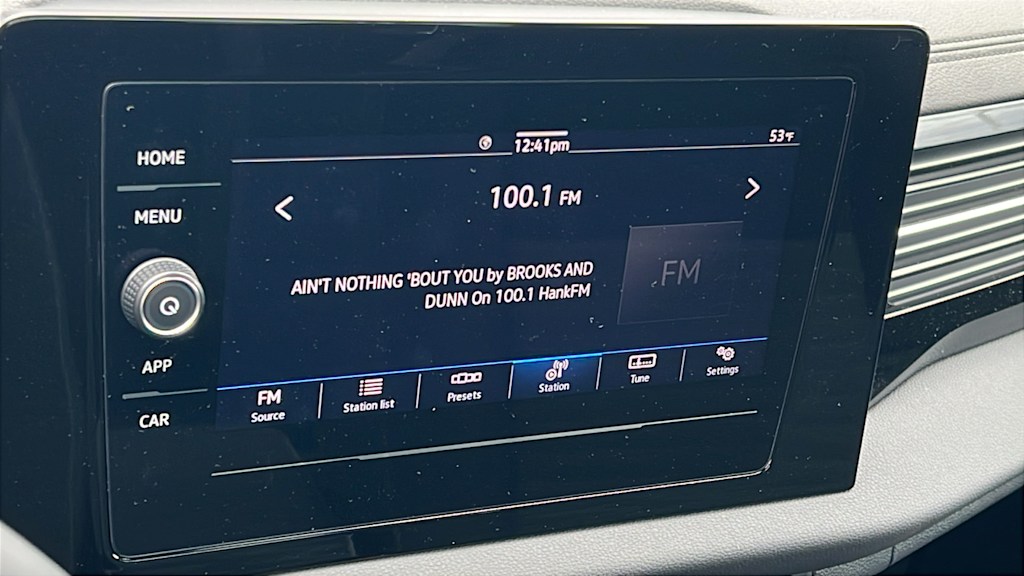 HOME
MENU
APP
CAR
12:41pm
53°F
100.1 FM
AIN'T NOTHING 'BOUT YOU by BROOKS AND
DUNN On 100.1 HankFM
FM
FM
Source
Station list
Presets
Station
Tune
Settings